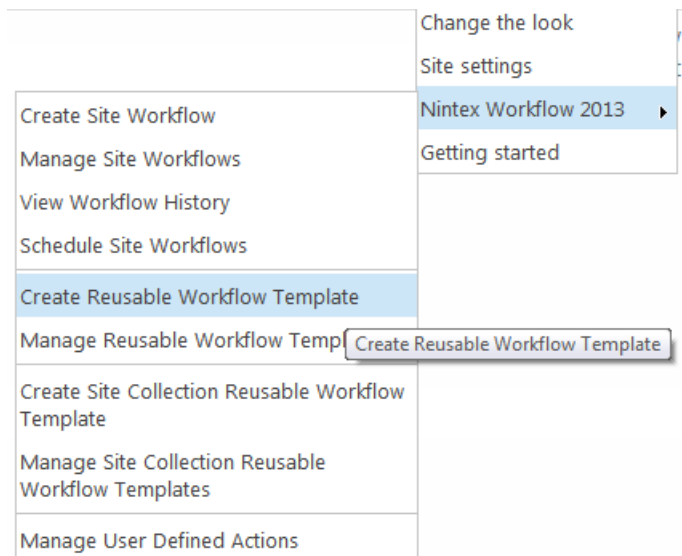 Change the look
Site settings
Nintex Workflow 2013
Getting started
Create Site Workflow
Manage Site Workflows
View Workflow History
Schedule Site Workflows
Create Reusable Workflow Template
Manage Reusable Workflow Templ
Create Reusable Workflow Template
Create Site Collection Reusable Workflow
Template
Manage Site Collection Reusable
Workflow Templates
Manage User Defined Actions